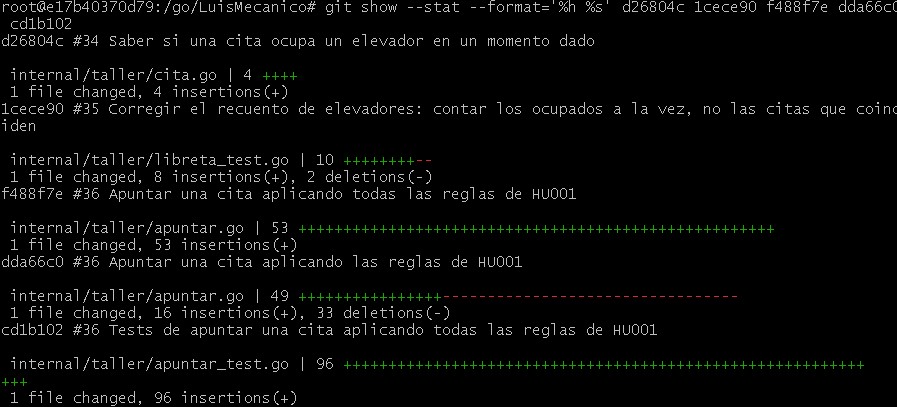 root@e17b40370d79:/go/LuisMecanico# git show --stat --format='%h %s' d26804c 1cece90 f488f7e dda66c0
 cd1b102
d26804c #34 Saber si una cita ocupa un elevador en un momento dado
 internal/taller/cita.go | 4 ++++
 1 file changed, 4 insertions(+)
1cece90 #35 Corregir el recuento de elevadores: contar los ocupados a la vez, no las citas que coinc
iden
 internal/taller/libreta_test.go | 10 ++++++++--
 1 file changed, 8 insertions(+), 2 deletions(-)
f488f7e #36 Apuntar una cita aplicando todas las reglas de HU001
 internal/taller/apuntar.go | 53 +++++++++++++++++++++++++++++++++++++++++++++++++++++
 1 file changed, 53 insertions(+)
dda66c0 #36 Apuntar una cita aplicando las reglas de HU001
 internal/taller/apuntar.go | 49 ++++++++++++++++---------------------------------
 1 file changed, 16 insertions(+), 33 deletions(-)
cd1b102 #36 Tests de apuntar una cita aplicando todas las reglas de HU001
 internal/taller/apuntar_test.go | 96 ++++++++++++++++++++++++++++++++++++++++++++++++++++++++++
+++
 1 file changed, 96 insertions(+)